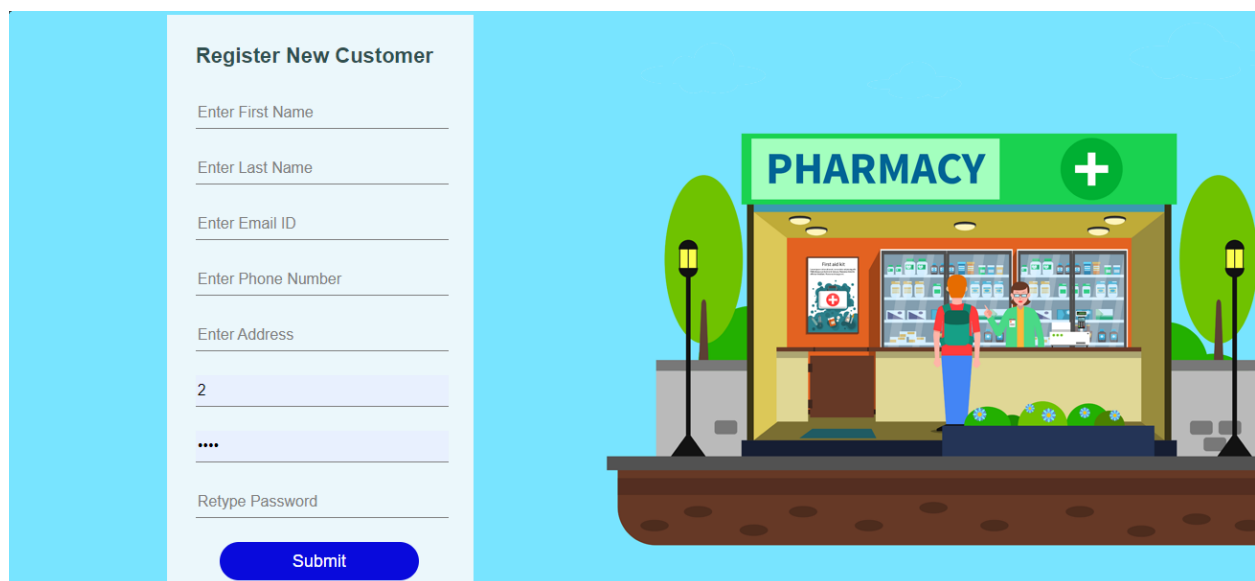 Register New Customer
Enter First Name
Enter Last Name
Enter Email ID
Enter Phone Number
Enter Address
2
••••
Retype Password
Submit
PHARMACY
First aid kit